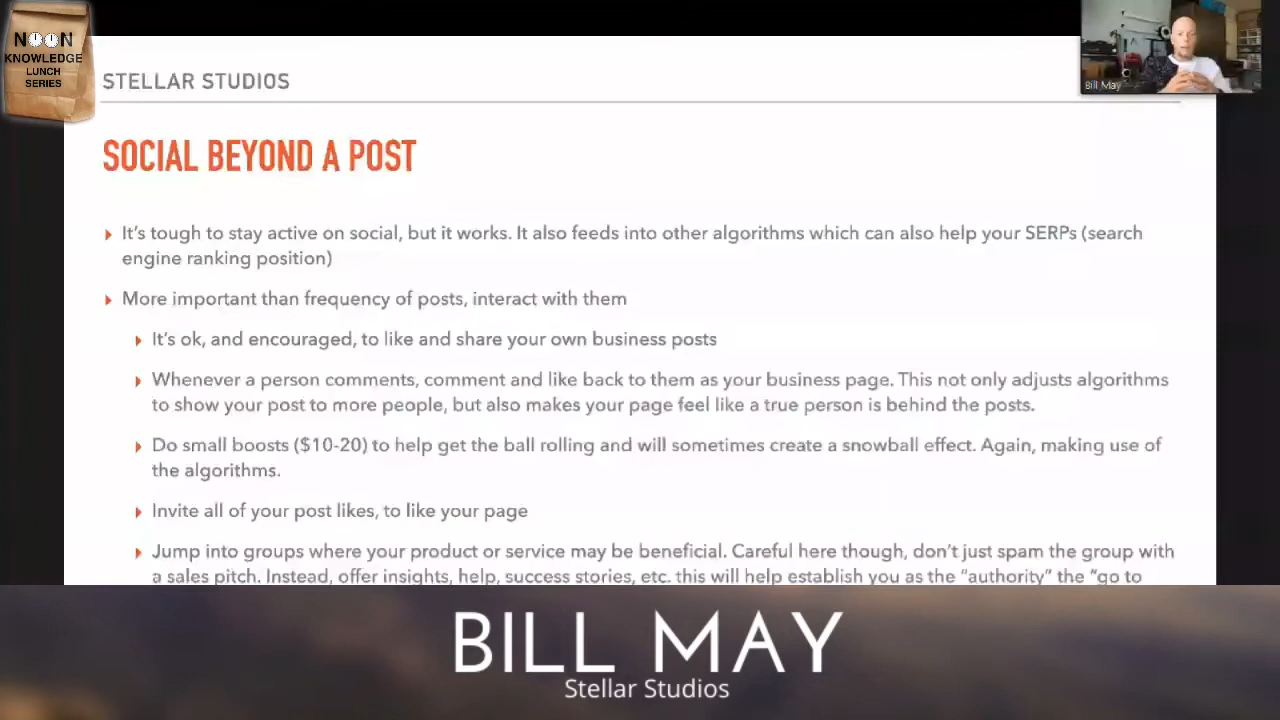 NOON
KNOWLEDGE
LUNCH
SERIES
STELLAR STUDIOS
Bill May
SOCIAL BEYOND A POST
It's tough to stay active on social, but it works. It also feeds into other algorithms which can also help your SERPs (search
engine ranking position)
More important than frequency of posts, interact with them
It's ok, and encouraged, to like and share your own business posts
Whenever a person comments, comment and like back to them as your business page. This not only adjusts algorithms
to show your post to more people, but also makes your page feel like a true person is behind the posts.
Do small boosts ($10-20) to help get the ball rolling and will sometimes create a snowball effect. Again, making use of
the algorithms.
Invite all of your post likes, to like your page
Jump into groups where your product or service may be beneficial. Careful here though, don't just spam the group with
a sales pitch. Instead, offer insights, help, success stories, etc. this will help establish you as the “authority” the “go to
BILL MAY
Stellar Studios